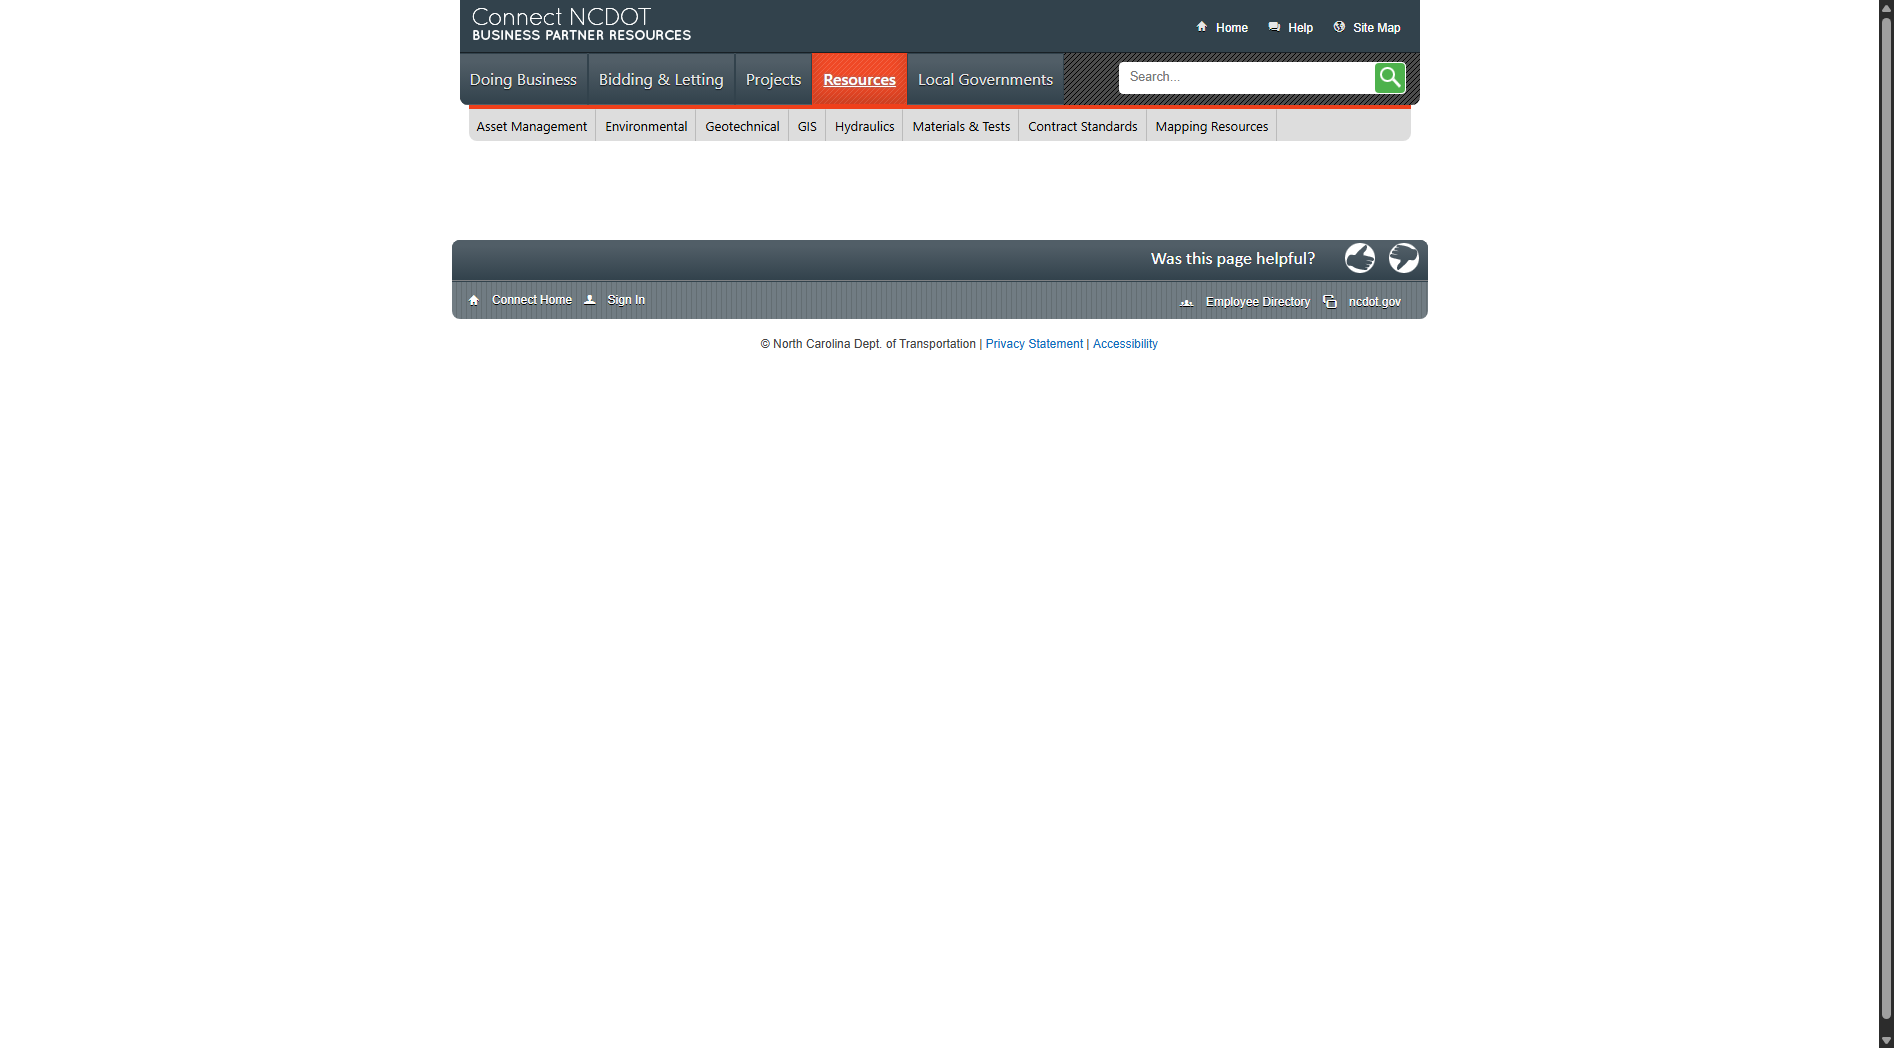 Connect NCDOT
BUSINESS PARTNER RESOURCES
Home Help Site Map
Doing Business Bidding & Letting Projects Resources Local Governments Search...
Asset Management Environmental Geotechnical GIS Hydraulics Materials & Tests Contract Standards Mapping Resources
Was this page helpful?
Connect Home Sign In Employee Directory ncdot.gov
© North Carolina Dept. of Transportation | Privacy Statement | Accessibility